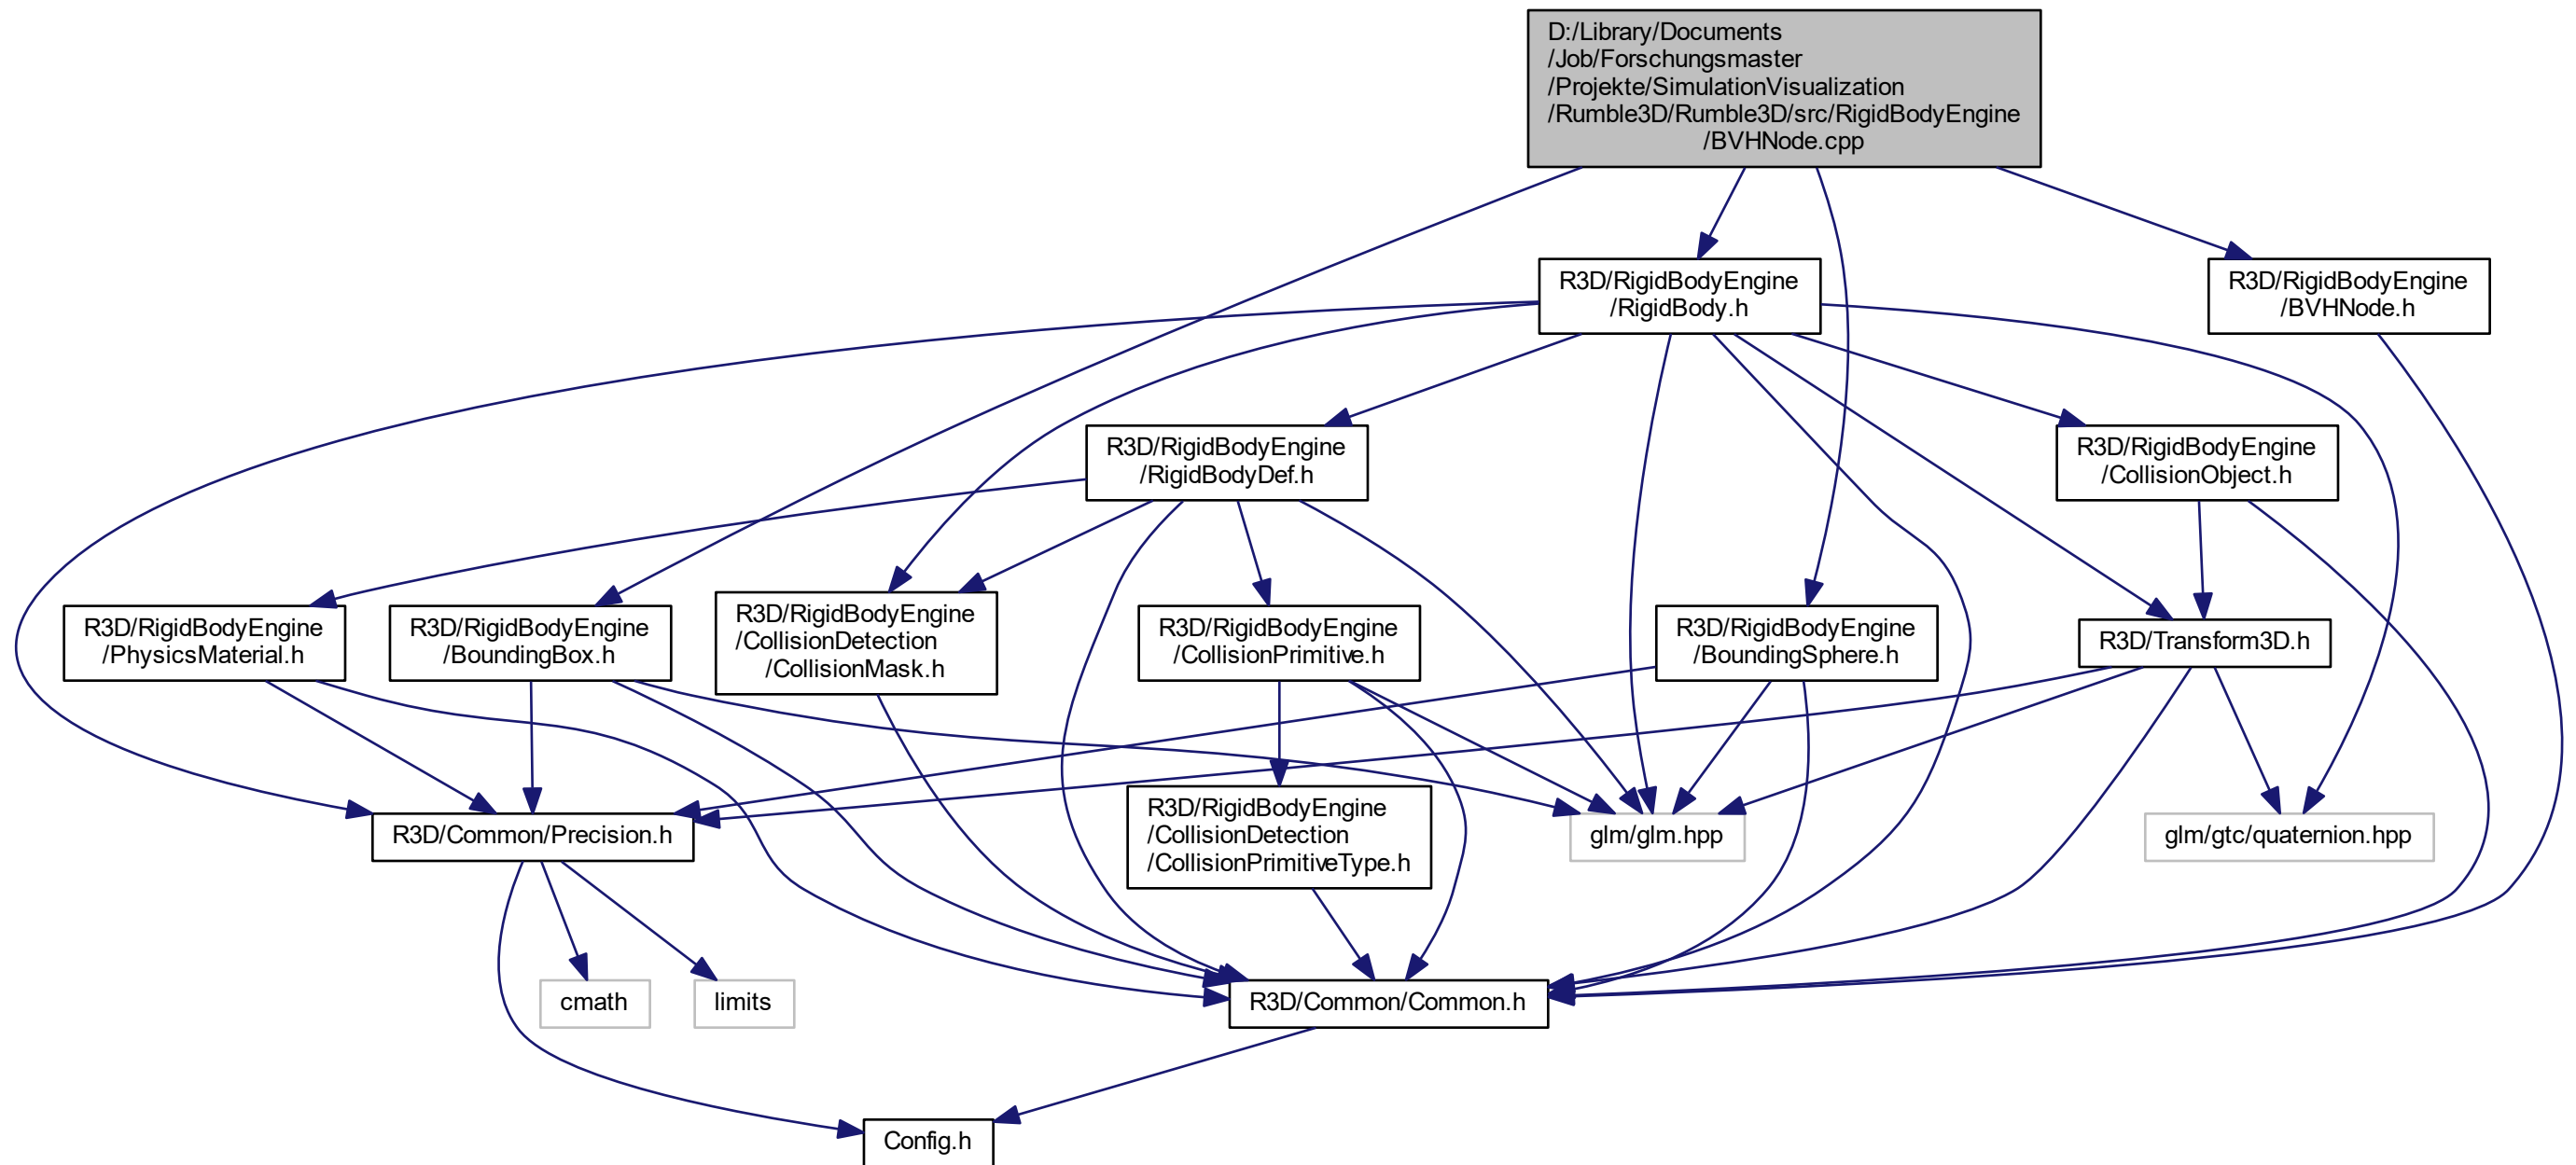 D:/Library/Documents
/Job/Forschungsmaster
/Projekte/SimulationVisualization
/Rumble3D/Rumble3D/src/RigidBodyEngine
/BVHNode.cpp
R3D/RigidBodyEngine
/RigidBody.h
R3D/RigidBodyEngine
/BVHNode.h
R3D/RigidBodyEngine
/RigidBodyDef.h
R3D/RigidBodyEngine
/CollisionObject.h
R3D/RigidBodyEngine
/PhysicsMaterial.h
R3D/RigidBodyEngine
/BoundingBox.h
R3D/RigidBodyEngine
/CollisionDetection
/CollisionMask.h
R3D/RigidBodyEngine
/CollisionPrimitive.h
R3D/RigidBodyEngine
/BoundingSphere.h
R3D/Transform3D.h
R3D/Common/Precision.h
R3D/RigidBodyEngine
/CollisionDetection
/CollisionPrimitiveType.h
glm/glm.hpp
glm/gtc/quaternion.hpp
cmath
limits
R3D/Common/Common.h
Config.h